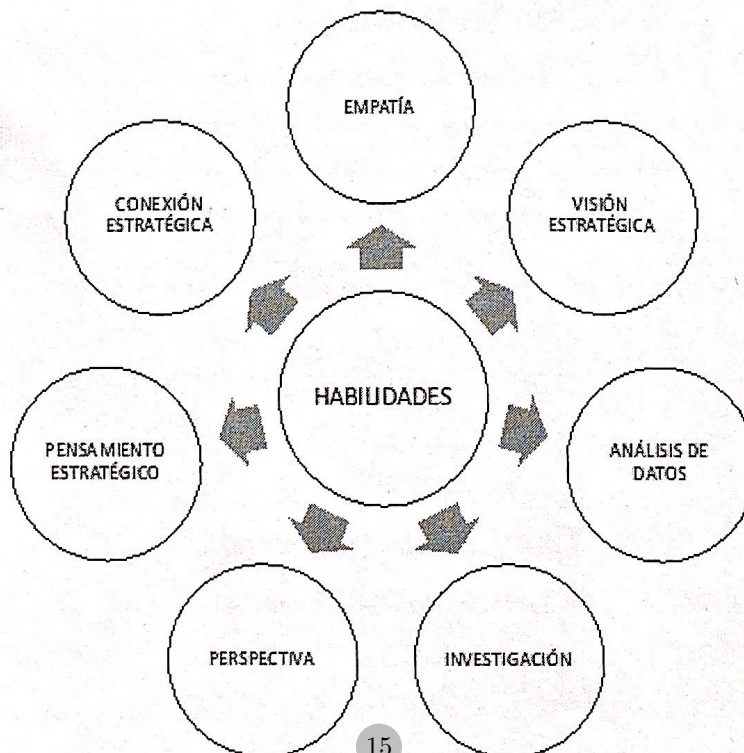 EMPATÍA
CONEXIÓN
ESTRATÉGICA
VISIÓN
ESTRATÉGICA
HABILIDADES
PENSAMIENTO
ESTRATÉGICO
ANÁLISIS DE
DATOS
PERSPECTIVA
INVESTIGACIÓN
15